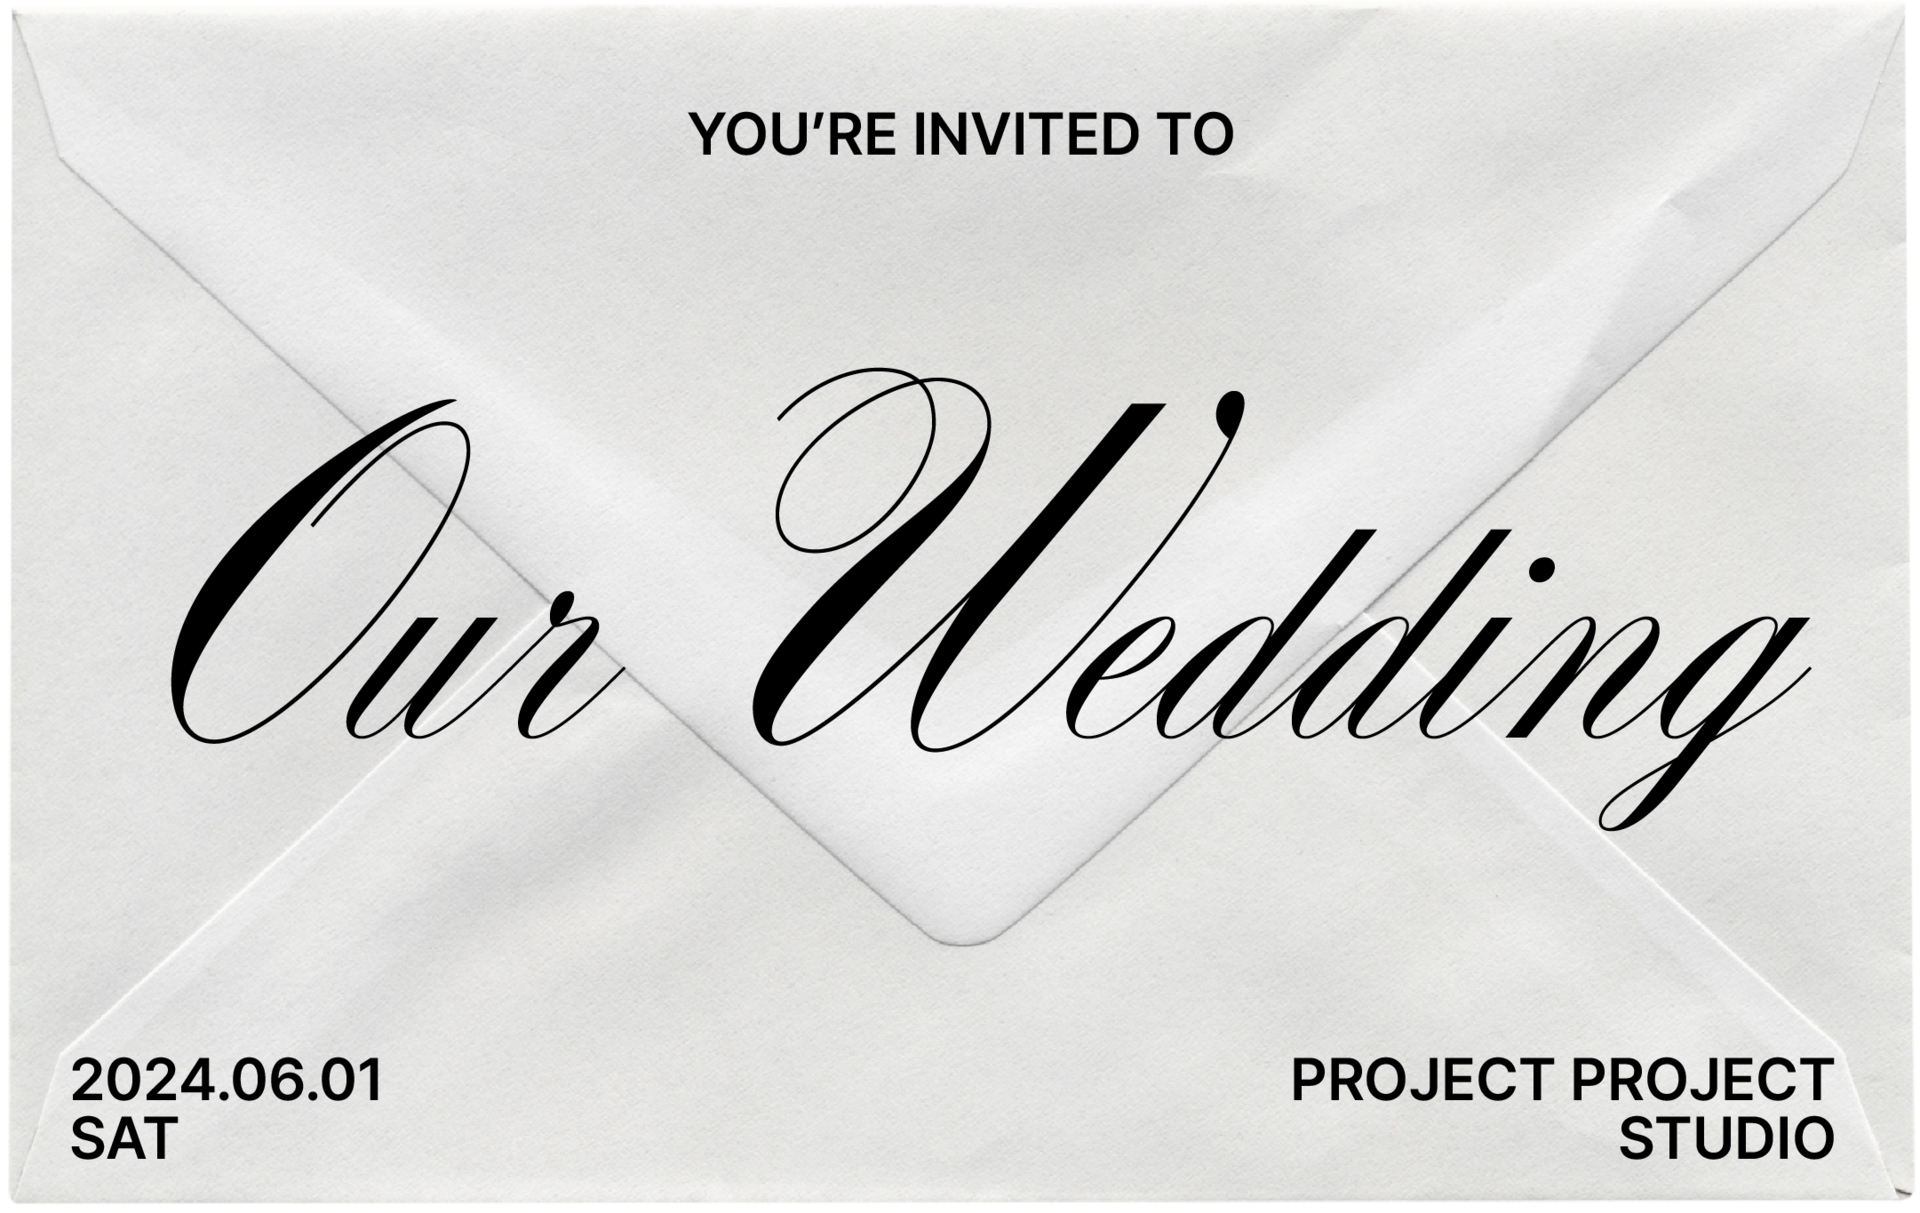 YOU’RE INVITED TO
Our Wedding
2024.06.01
SAT
PROJECT PROJECT
STUDIO